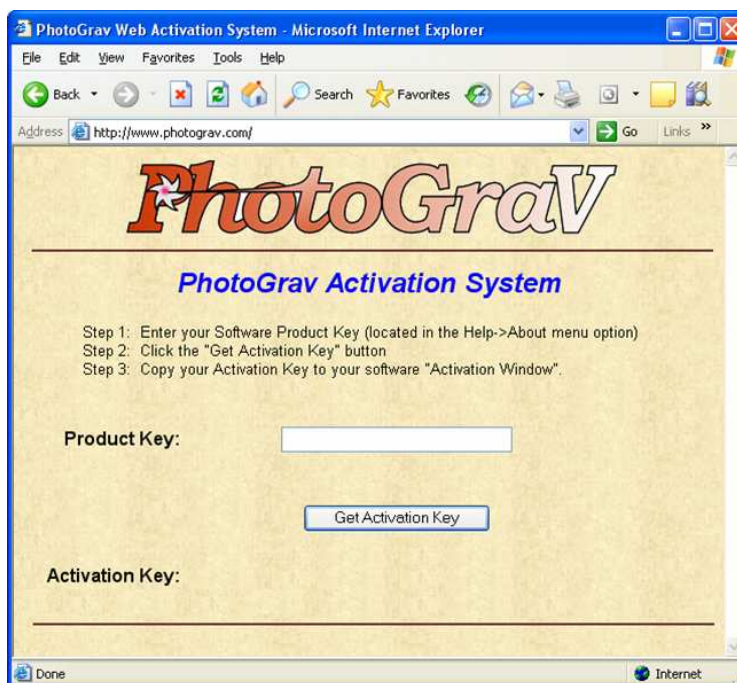 PhotoGrav Web Activation System - Microsoft Internet Explorer
File Edit View Favorites Tools Help
Back Search Favorites
Address http://www.photograv.com/ Go Links »
PhotoGraV
PhotoGrav Activation System
Step 1: Enter your Software Product Key (located in the Help->About menu option)
Step 2: Click the "Get Activation Key" button
Step 3: Copy your Activation Key to your software "Activation Window".
Product Key:
Get Activation Key
Activation Key:
Done Internet